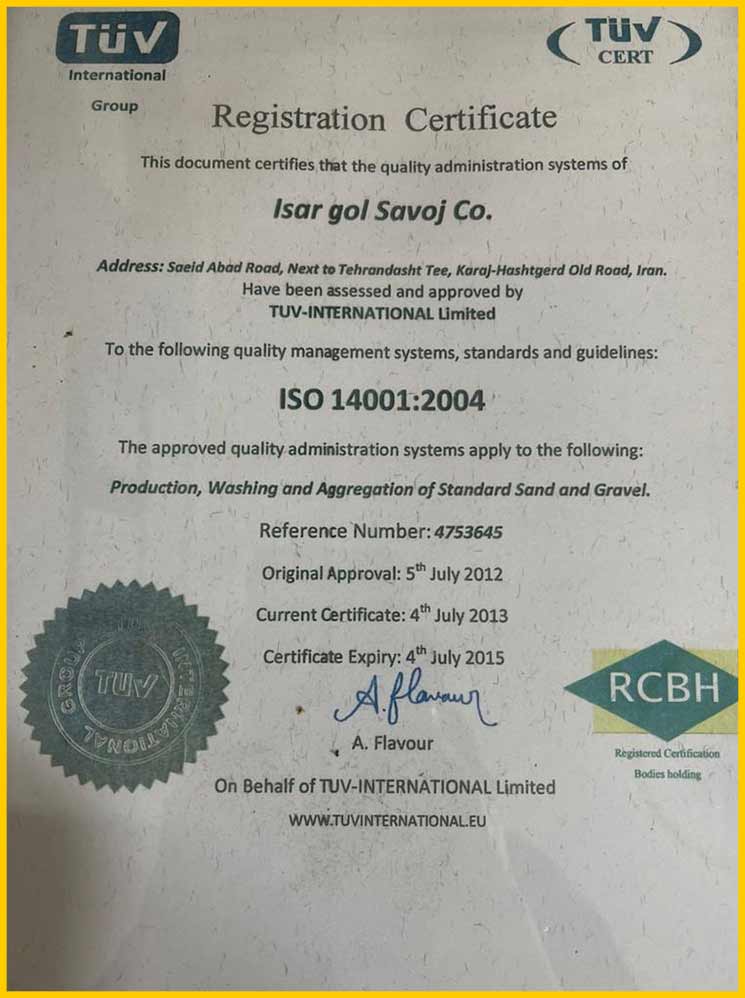 TÜV
International
Group
TÜV
CERT
Registration Certificate
This document certifies that the quality administration systems of
Isar gol Savoj Co.
Address: Saeid Abad Road, Next to Tehrandasht Tee, Karaj-Hashtgerd Old Road, Iran.
Have been assessed and approved by
TUV-INTERNATIONAL Limited
To the following quality management systems, standards and guidelines:
ISO 14001:2004
The approved quality administration systems apply to the following:
Production, Washing and Aggregation of Standard Sand and Gravel.
Reference Number: 4753645
Original Approval: 5th July 2012
Current Certificate: 4th July 2013
Certificate Expiry: 4th July 2015
A. Flavour
A. Flavour
On Behalf of TUV-INTERNATIONAL Limited
WWW.TUVINTERNATIONAL.EU
TUV INTERNATIONAL GROUP
TUV
RCBH
Registered Certification
Bodies holding